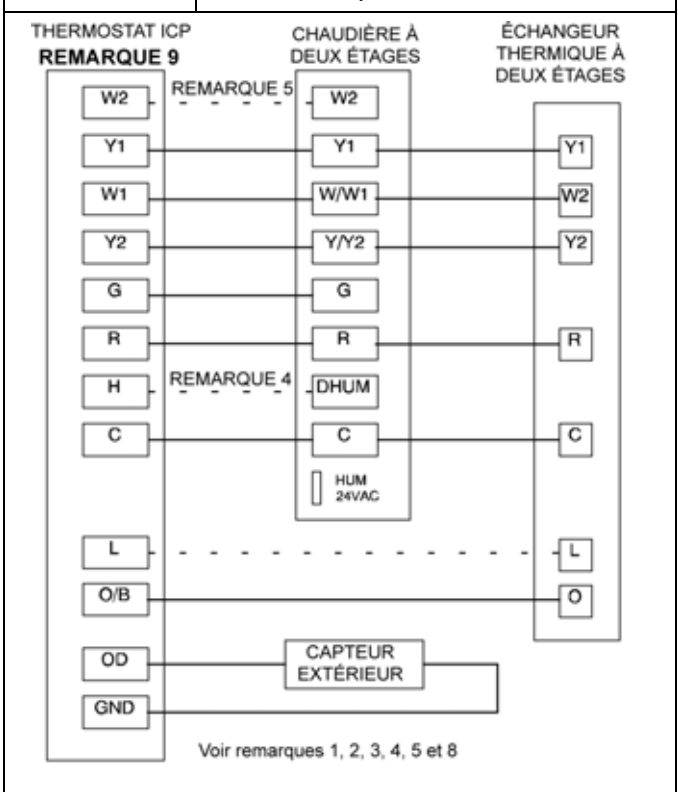 THERMOSTAT ICP
REMARQUE 9
CHAUDIÈRE À
DEUX ÉTAGES
ÉCHANGEUR
THERMIQUE À
DEUX ÉTAGES
W2 REMARQUE 5 W2
Y1 Y1 Y1
W1 W/W1 W2
Y2 Y/Y2 Y2
G G
R R R
H REMARQUE 4 DHUM
C C C
HUM
24VAC
L L
O/B O
OD CAPTEUR
EXTÉRIEUR
GND
Voir remarques 1, 2, 3, 4, 5 et 8